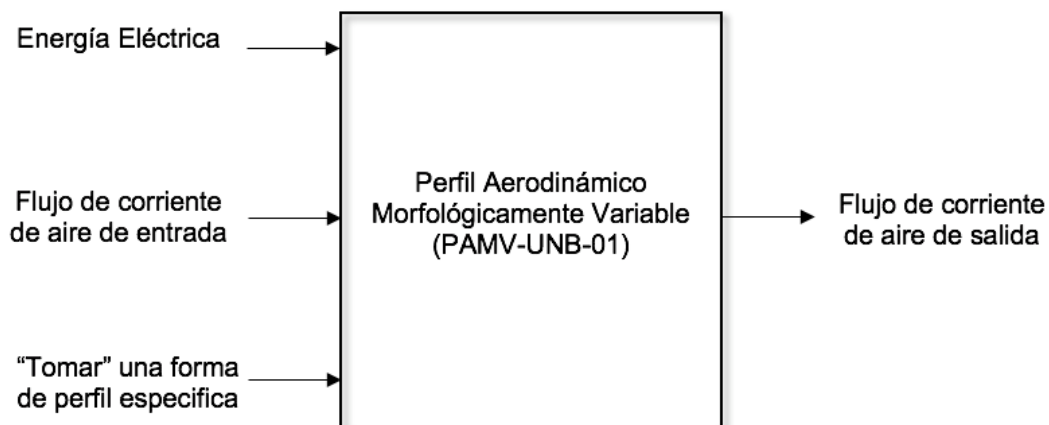 Energía Eléctrica
Flujo de corriente
de aire de entrada
“Tomar” una forma
de perfil especifica
Perfil Aerodinámico
Morfológicamente Variable
(PAMV-UNB-01)
Flujo de corriente
de aire de salida